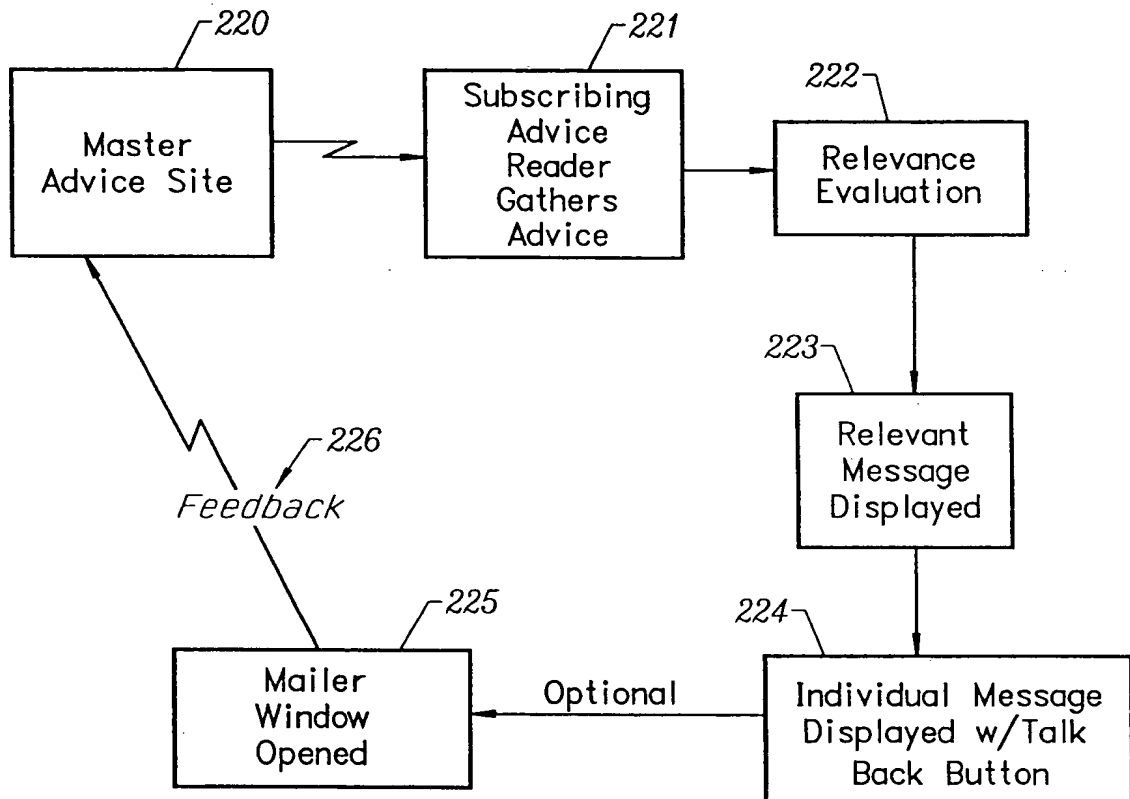 220
Master
Advice Site
221
Subscribing
Advice
Reader
Gathers
Advice
222
Relevance
Evaluation
223
Relevant
Message
Displayed
224
Individual Message
Displayed w/Talk
Back Button
Optional
225
Mailer
Window
Opened
226
Feedback